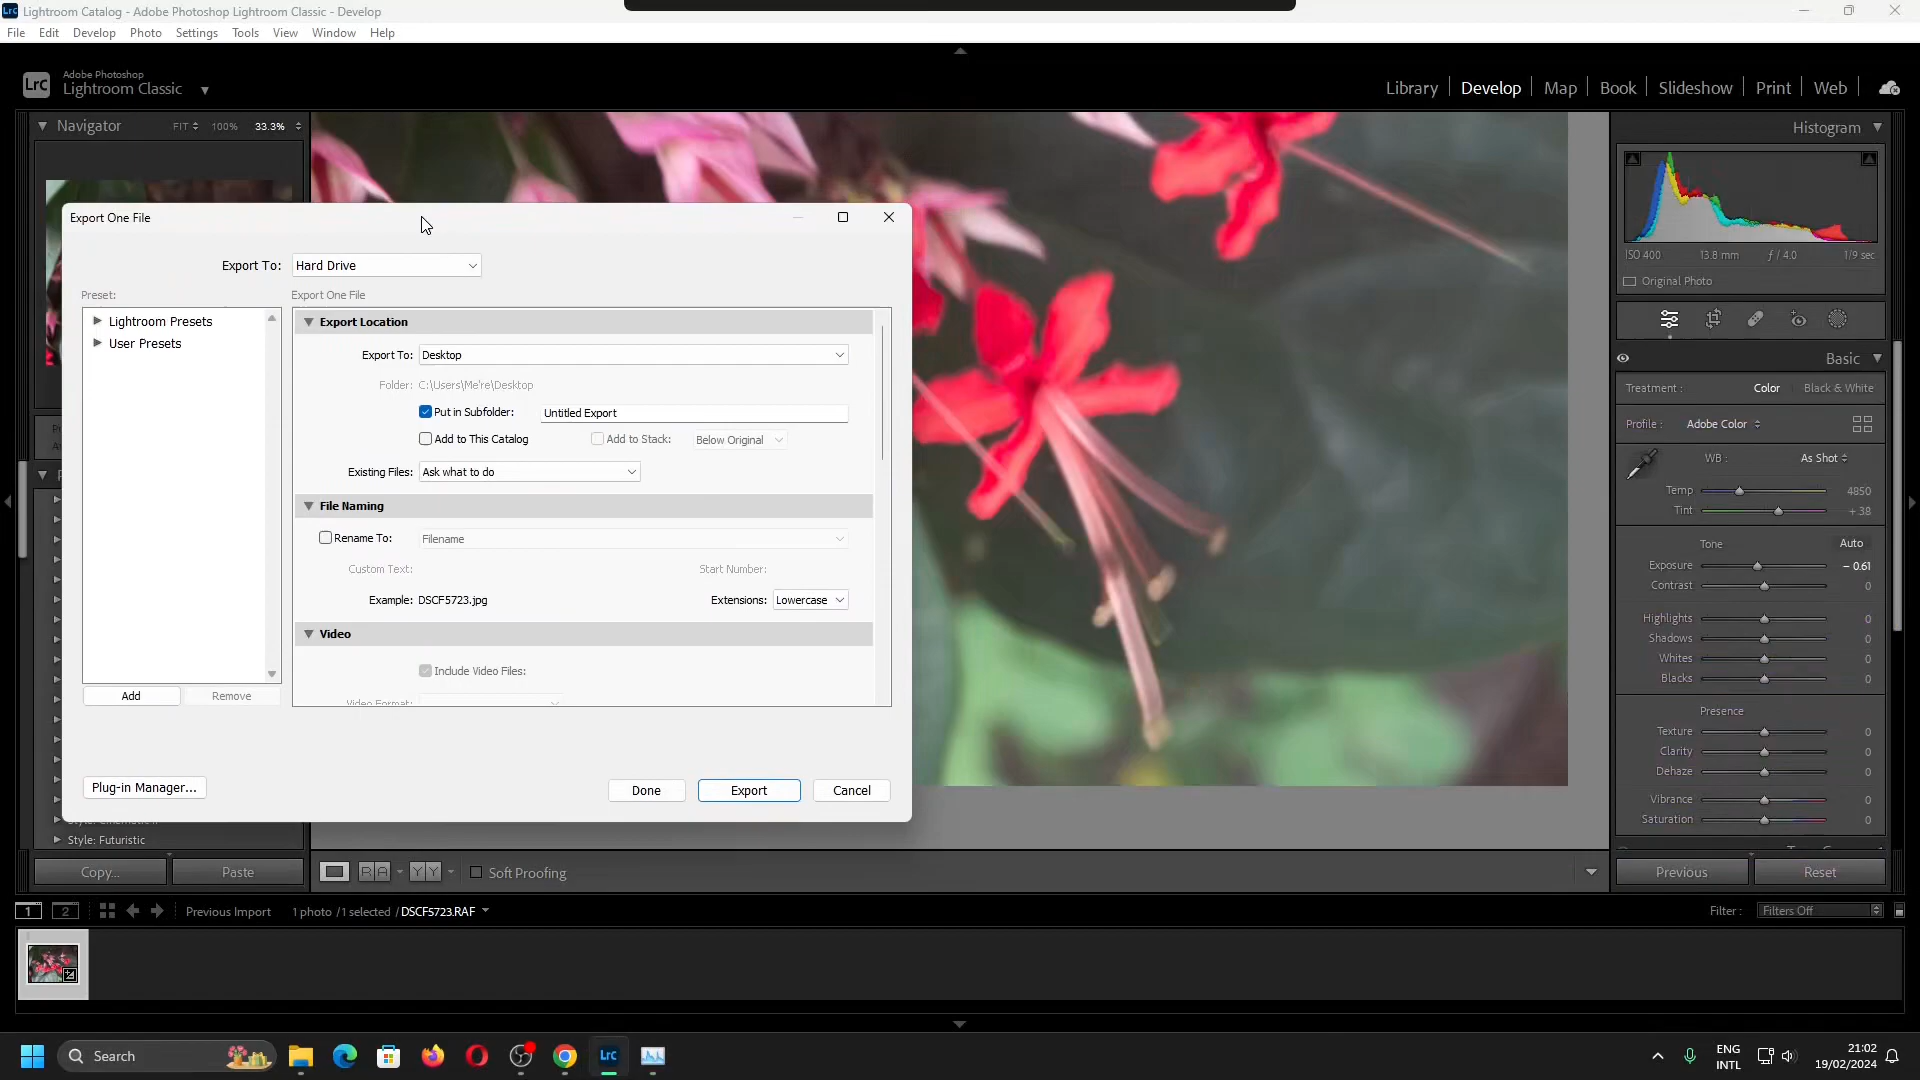 Lightroom Catalog - Adobe Photoshop Lightroom Classic - Develop
File Edit Develop Photo Settings Tools View Window Help
LrC
Adobe Photoshop
Lightroom Classic
Library Develop Map Book Slideshow Print Web
Navigator FIT 100% 33.3%
Histogram
ISO 400 13.8 mm ƒ / 4.0 1/9 sec
Original Photo
Export One File
Export To: Hard Drive
Preset:
Lightroom Presets
User Presets
Add Remove
Export One File
Export Location
Export To: Desktop
Folder: C:\Users\Me're\Desktop
Put in Subfolder: Untitled Export
Add to This Catalog Add to Stack: Below Original
Existing Files: Ask what to do
File Naming
Rename To: Filename
Custom Text: Start Number:
Example: DSCF5723.jpg Extensions: Lowercase
Video
Include Video Files:
Video Format:
Plug-in Manager... Done Export Cancel
Basic
Treatment : Color Black & White
Profile : Adobe Color
WB : As Shot
Temp 4850
Tint + 38
Tone Auto
Exposure – 0.61
Contrast 0
Highlights 0
Shadows 0
Whites 0
Blacks 0
Presence
Texture 0
Clarity 0
Dehaze 0
Vibrance 0
Saturation 0
Style: Futuristic
Copy... Paste
R A Y Y Soft Proofing
Previous Reset
1 2 Previous Import 1 photo / 1 selected / DSCF5723.RAF
Filter : Filters Off
Search
Lrc
ENG
INTL
21:02
19/02/2024